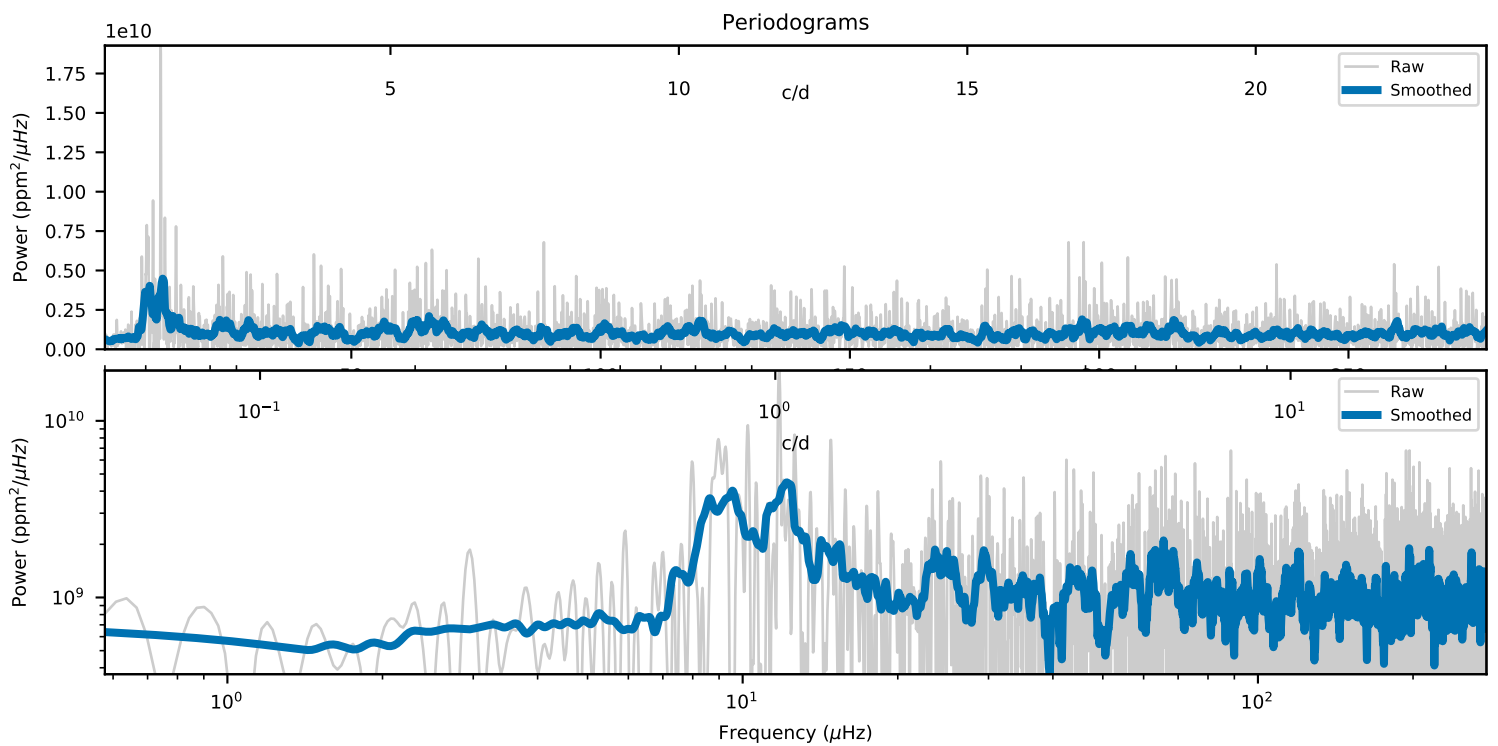 Periodograms
1e10
Power (ppm²/μHz)
1.75
1.50
1.25
1.00
0.75
0.50
0.25
0.00
5 10 15 20
c/d
Raw
Smoothed
Power (ppm²/μHz)
10¹⁰
10⁹
10⁻¹ 10⁰ 10¹
c/d
Raw
Smoothed
10⁰ 10¹ 10²
Frequency (μHz)